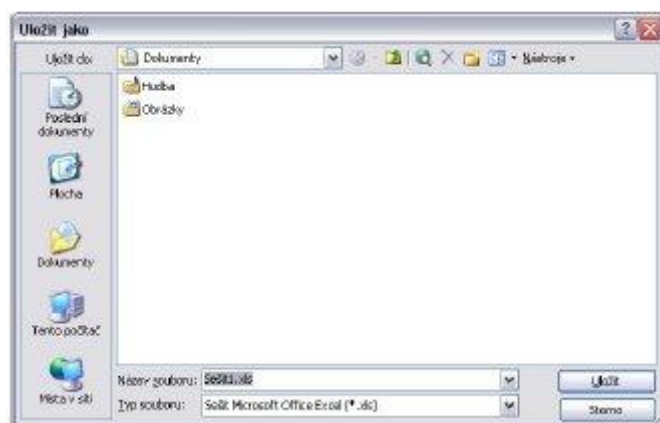 Uložit jako
Uložit do:
Dokumenty
Nástroje
Hudba
Obrázky
Poslední
dokumenty
Plocha
Dokumenty
Tento počítač
Místa v síti
Název souboru:
Sešit1.xls
Uložit
Typ souboru:
Sešit Microsoft Office Excel (*.xls)
Storno